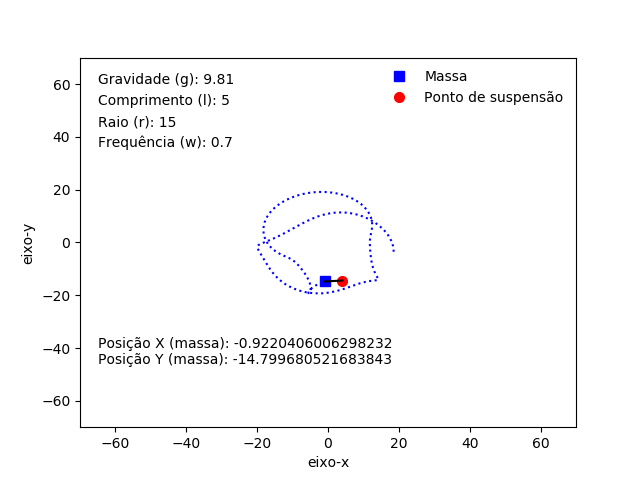 Gravidade (g): 9.81
Comprimento (l): 5
Raio (r): 15
Frequência (w): 0.7
Massa
Ponto de suspensão
60
40
20
0
−20
−40
−60
eixo-y
Posição X (massa): -0.9220406006298232
Posição Y (massa): -14.799680521683843
−60
−40
−20
0
20
40
60
eixo-x